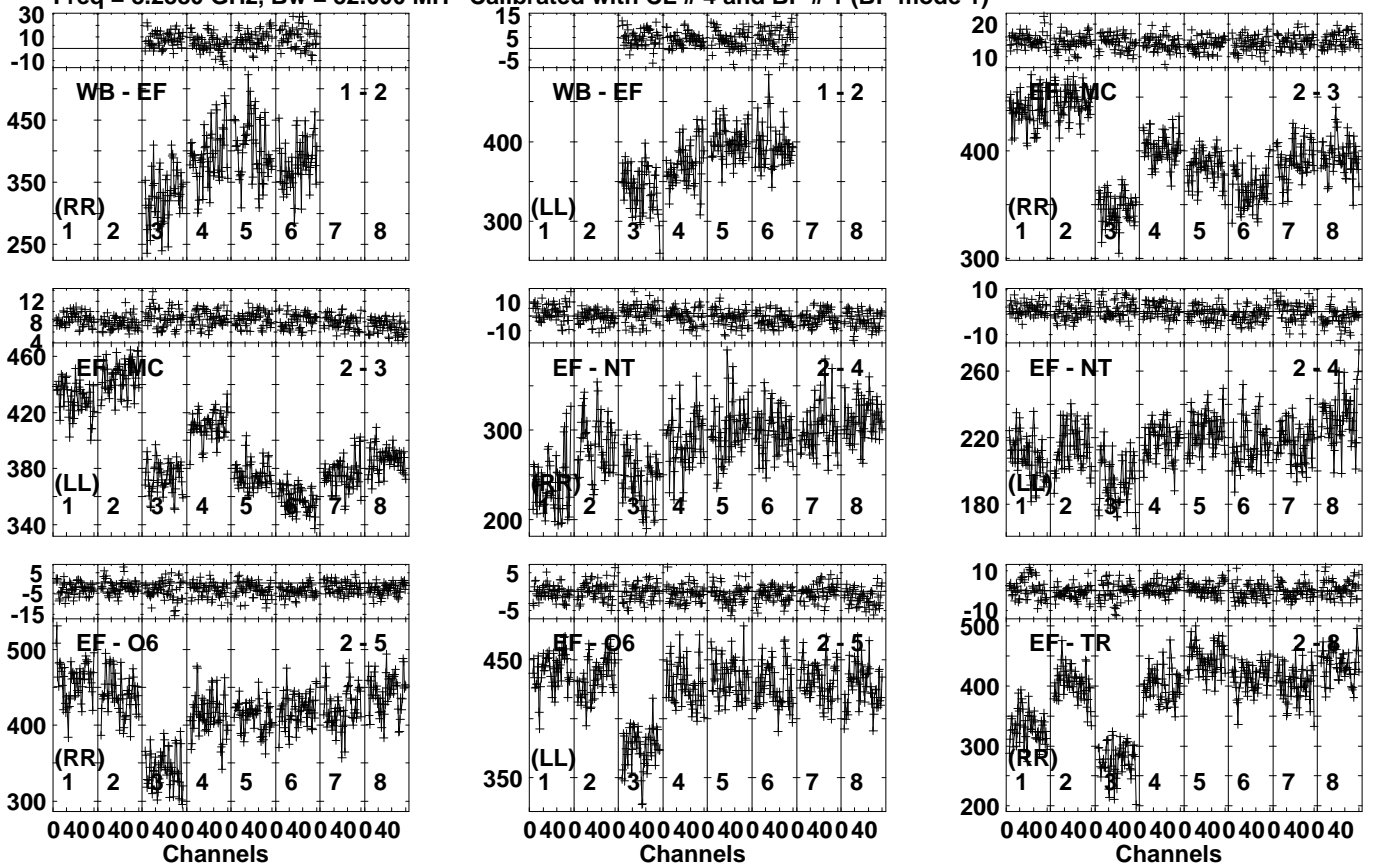 Calibrated with CL # 4 and BP # 1 (BP mode 1)
30
10
-10
WB - EF 1 - 2
450
350
250
(RR)
1 2 3 4 5 6 7 8
15
5
-5
WB - EF 1 - 2
400
300
(LL)
1 2 3 4 5 6 7 8
20
10
EF - MC 2 - 3
400
300
(RR)
1 2 3 4 5 6 7 8
12
8
4
460
EF - MC 2 - 3
420
380
340
(LL)
1 2 3 4 5 6 7 8
10
-10
EF - NT 2 - 4
300
200
(RR)
1 2 3 4 5 6 7 8
10
-10
260
EF - NT 2 - 4
220
180
(LL)
1 2 3 4 5 6 7 8
5
-5
-15
500
EF - O6 2 - 5
400
300
(RR)
1 2 3 4 5 6 7 8
0 40 0 40 0 40 0 40 0 40 0 40 0 40 0 40
Channels
5
-5
450
EF - O6 2 - 5
350
(LL)
1 2 3 4 5 6 7 8
0 40 0 40 0 40 0 40 0 40 0 40 0 40 0 40
Channels
10
-10
500
EF - TR 2 - 8
400
300
200
(RR)
1 2 3 4 5 6 7 8
0 40 0 40 0 40 0 40 0 40 0 40 0 40 0 40
Channels